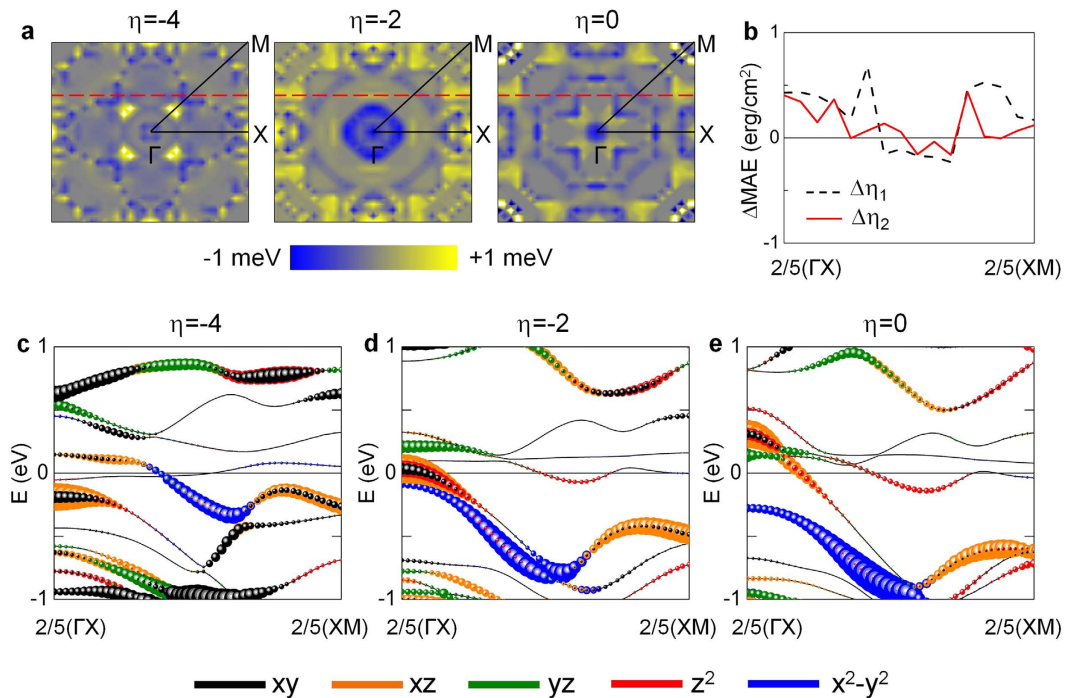 η=-4 η=-2 η=0
a M M M b
X X X
Γ Γ Γ
-1 meV +1 meV
1
0
-1
ΔMAE (erg/cm²)
Δη₁
Δη₂
2/5(ΓX) 2/5(XM)
η=-4 η=-2 η=0
c d e
1 1 1
0 0 0
-1 -1 -1
E (eV) E (eV) E (eV)
2/5(ΓX) 2/5(XM) 2/5(ΓX) 2/5(XM) 2/5(ΓX) 2/5(XM)
xy xz yz z² x²-y²